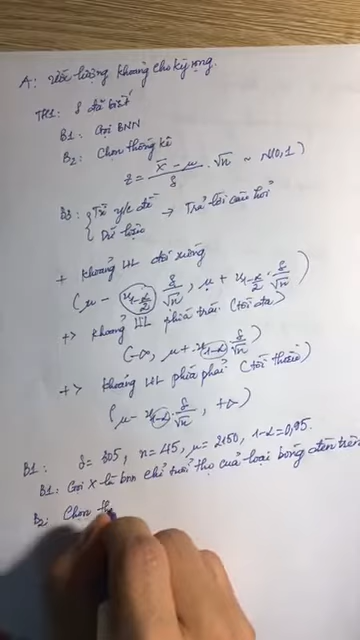 A: Ước lượng khoảng cho kỳ vọng.
TH1: δ đã biết
B1: Gọi BNN
B2: Chọn thống kê
Z = (x̄ - μ)/δ . √n ~ N(0,1)
B3: { Từ y/c đề
Dữ liệu → Trả lời câu hỏi
+ Khoảng ƯL đối xứng
(μ - u1-α/2 . δ/√n ; μ + u1-α/2 . δ/√n)
+> Khoảng ƯL phía trái (tối đa)
(-∞, μ + u1-α . δ/√n)
+> Khoảng ƯL phía phải (tối thiểu)
(μ - u1-α . δ/√n, +∞)
B1: δ = 305, n = 45, μ = 2150, 1-α = 0,95.
B1: Gọi X là bnn chỉ tuổi thọ của loại bóng đèn trên
B2: Chọn th